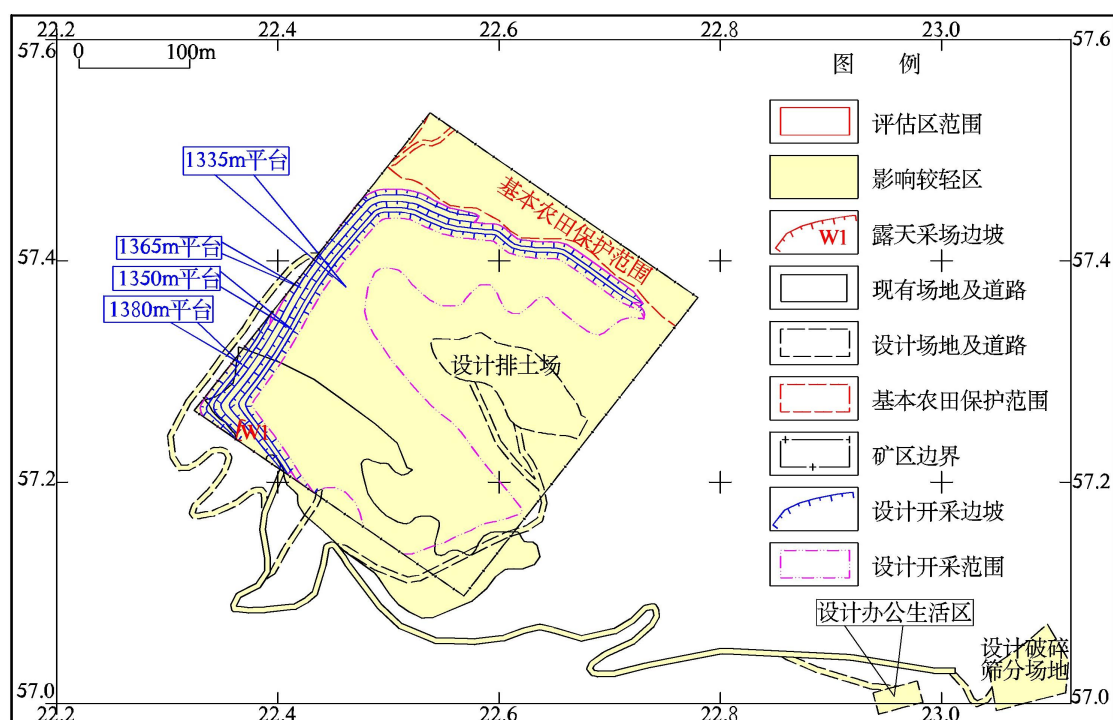 22.2 22.4 22.6 22.8 23.0
57.6 57.6
0 100m
图 例
评估区范围
影响较轻区
W1 露天采场边坡
现有场地及道路
设计场地及道路
基本农田保护范围
矿区边界
设计开采边坡
设计开采范围
1335m平台
基本农田保护范围
1365m平台
1350m平台
1380m平台
57.4 57.4
设计排土场
W1
57.2 57.2
设计办公生活区
设计破碎
筛分场地
57.0 57.0
22.2 22.4 22.6 22.8 23.0